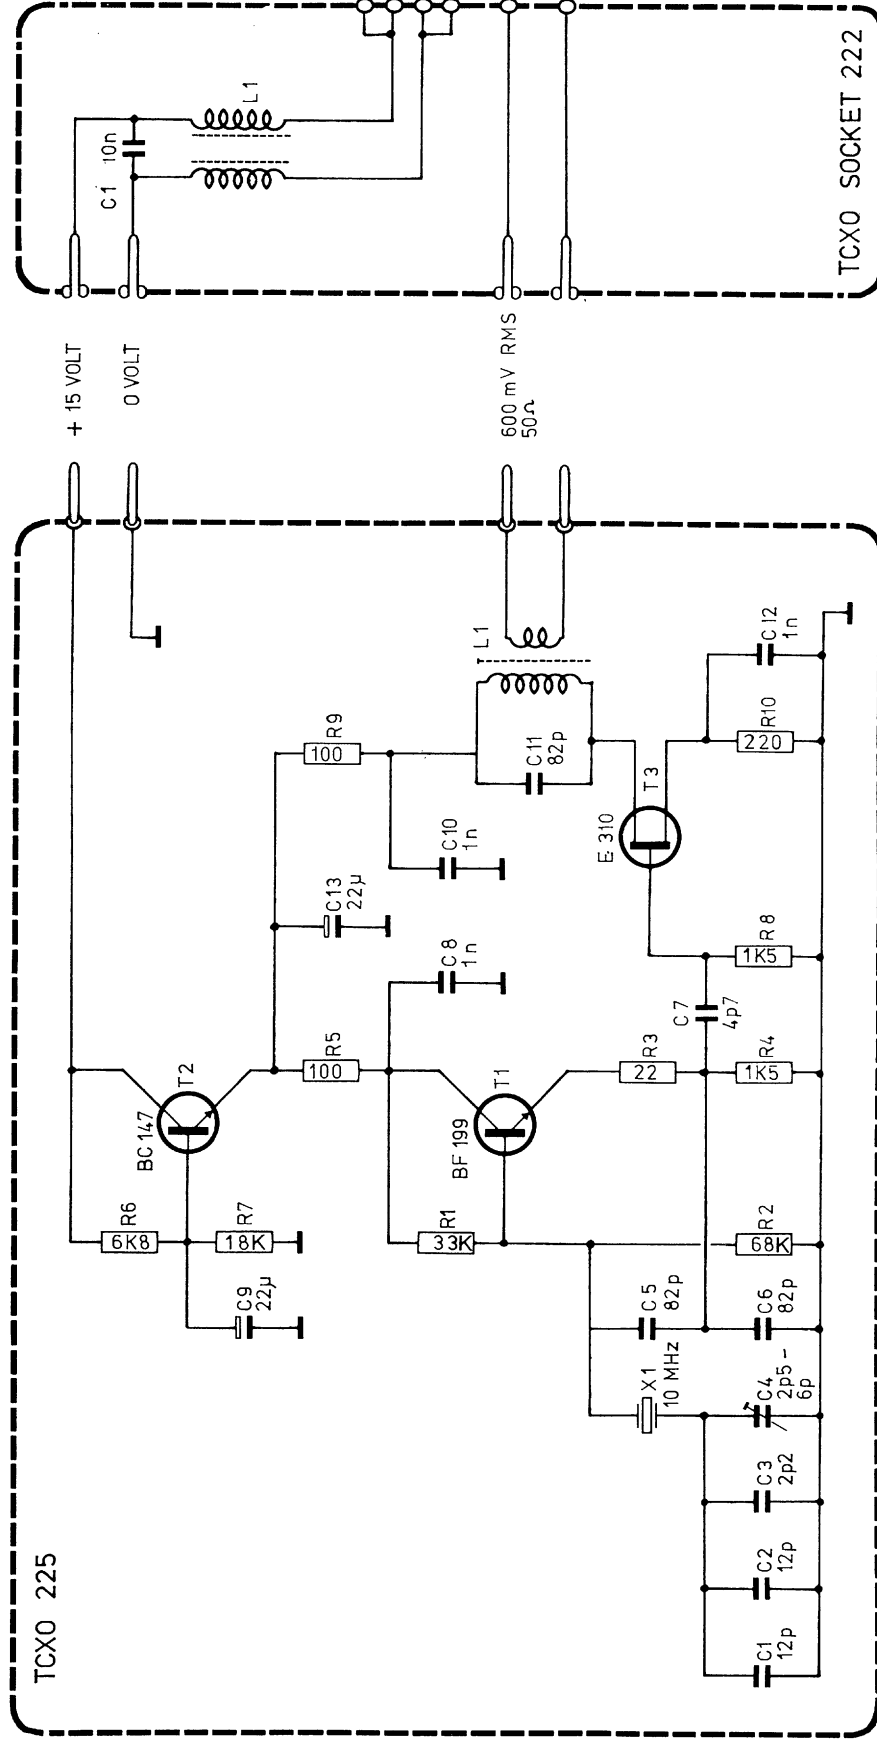 TCXO 225
C1
12p
C2
12p
C3
2p2
C4
2p5 -
6p
X1
10 MHz
C5
82p
C6
82p
C9
22µ
R6
6K8
R7
18K
R1
33K
R2
68K
BC 147
T2
BF 199
T1
R5
100
R3
22
R4
1K5
C7
4p7
C8
1n
C13
22µ
R8
1K5
C10
1n
E 310
T3
R9
100
C11
82p
L1
R10
220
C12
1n
+ 15 VOLT
0 VOLT
600 mV RMS
50Ω
C1
10n
L1
TCXO SOCKET 222